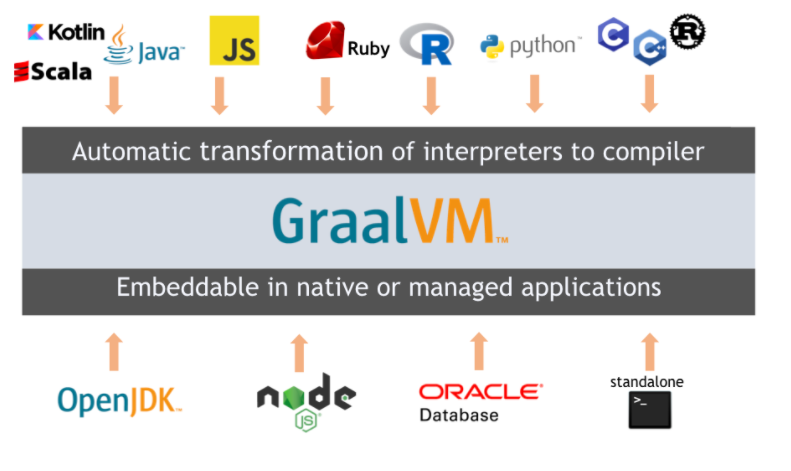 Kotlin
Scala
Java™
JS
Ruby
R
python™
C
C++
R
Automatic transformation of interpreters to compiler
GraalVM™
Embeddable in native or managed applications
OpenJDK™
node
JS
ORACLE®
Database
standalone
>_